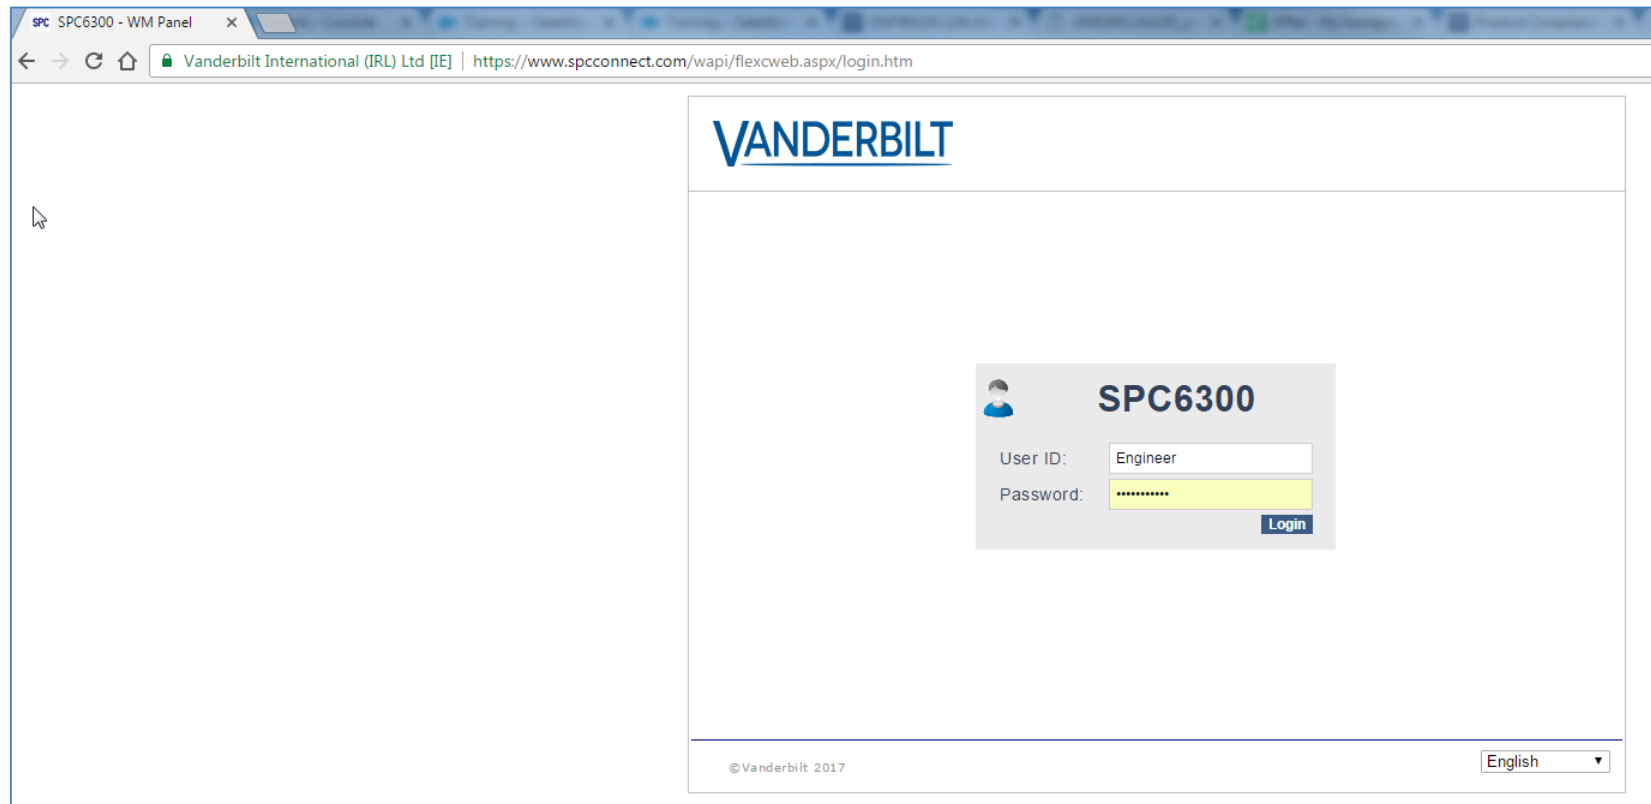 SPC SPC6300 - WM Panel
Vanderbilt International (IRL) Ltd [IE] | https://www.spcconnect.com/wapi/flexcweb.aspx/login.htm
VANDERBILT
SPC6300
User ID: Engineer
Password: •••••••••••
Login
©Vanderbilt 2017
English